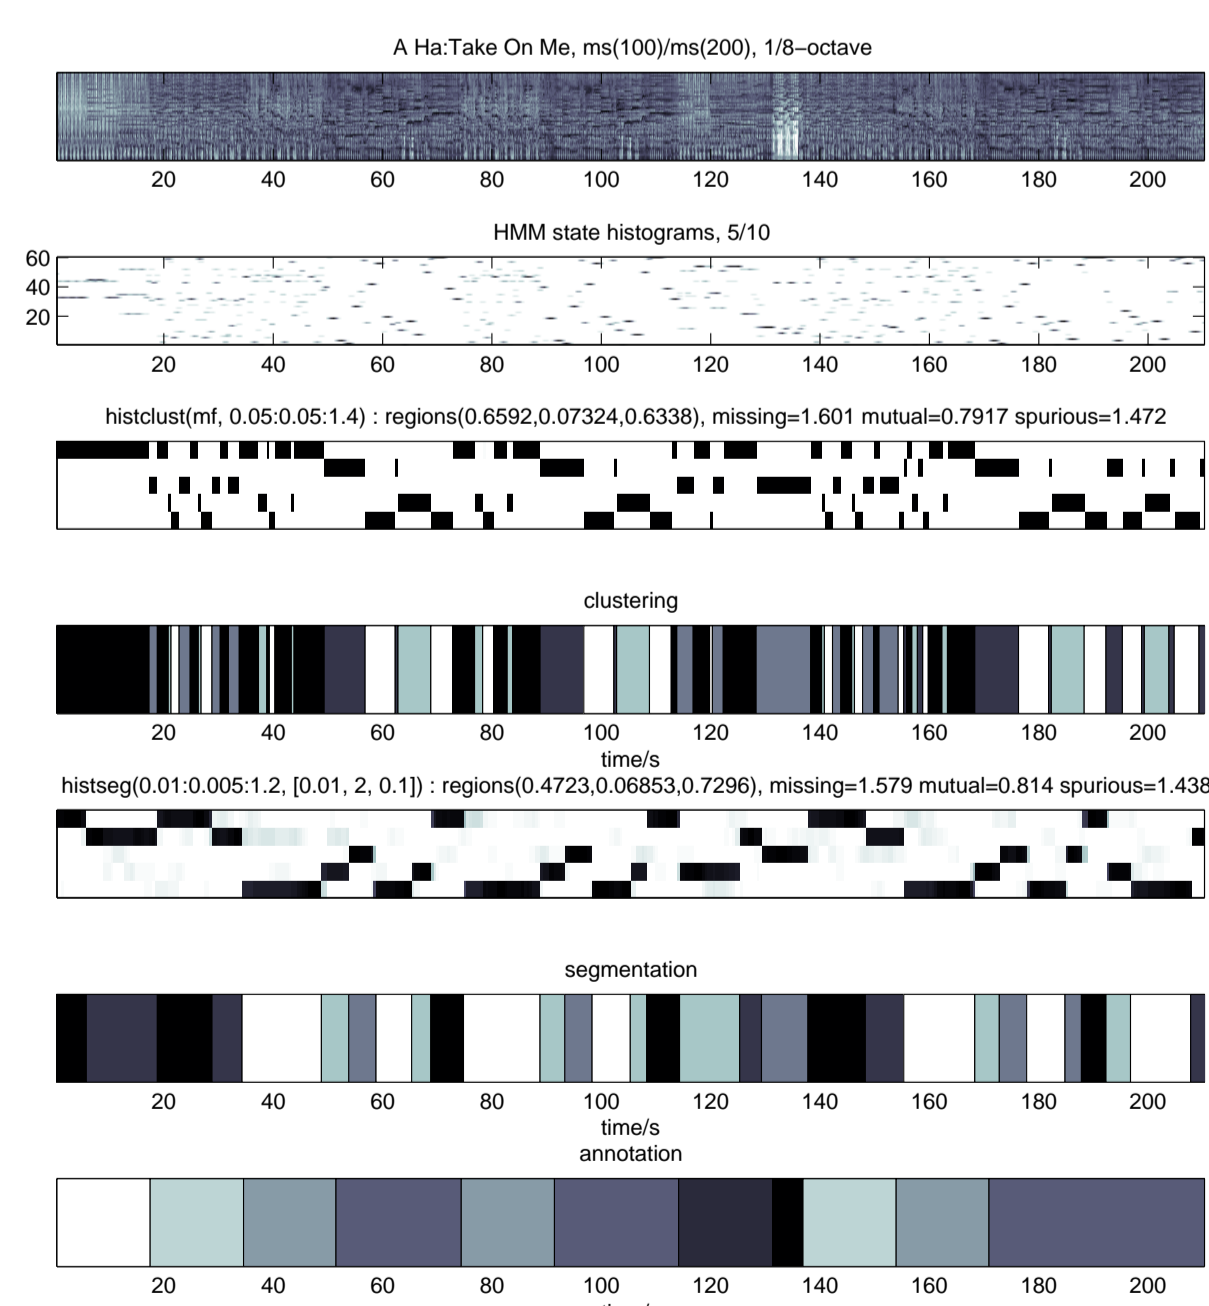 A Ha:Take On Me, ms(100)/ms(200), 1/8−octave
20 40 60 80 100 120 140 160 180 200
HMM state histograms, 5/10
60
40
20
20 40 60 80 100 120 140 160 180 200
histclust(mf, 0.05:0.05:1.4) : regions(0.6592,0.07324,0.6338), missing=1.601 mutual=0.7917 spurious=1.472
clustering
20 40 60 80 100 120 140 160 180 200
time/s
histseg(0.01:0.005:1.2, [0.01, 2, 0.1]) : regions(0.4723,0.06853,0.7296), missing=1.579 mutual=0.814 spurious=1.438
segmentation
20 40 60 80 100 120 140 160 180 200
time/s
annotation
20 40 60 80 100 120 140 160 180 200